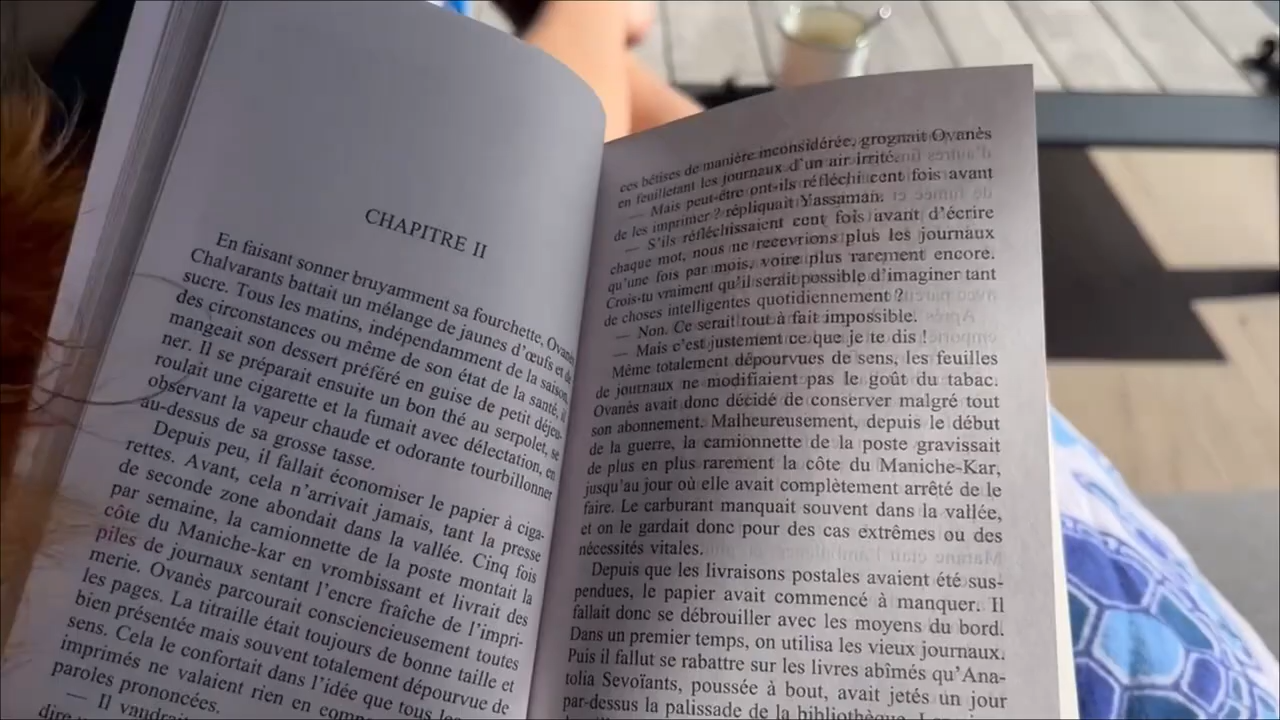 CHAPITRE II
En faisant sonner bruyamment sa fourchette, Ovanès
Chalvarants battait un mélange de jaunes d'œufs et de
sucre. Tous les matins, indépendamment de la saison,
des circonstances ou même de son état de la santé, il
mangeait son dessert préféré en guise de petit déjeu-
ner. Il se préparait ensuite un bon thé au serpolet, se
roulait une cigarette et la fumait avec délectation, en
observant la vapeur chaude et odorante tourbillonner
au-dessus de sa grosse tasse.
Depuis peu, il fallait économiser le papier à ciga-
rettes. Avant, cela n'arrivait jamais, tant la presse
de seconde zone abondait dans la vallée. Cinq fois
par semaine, la camionnette de la poste montait la
côte du Maniche-kar en vrombissant et livrait des
piles de journaux sentant l'encre fraîche de l'impri-
merie. Ovanès parcourait consciencieusement toutes
les pages. La titraille était toujours de bonne taille et
bien présentée mais souvent totalement dépourvue de
sens. Cela le confortait dans l'idée que tous les
imprimés ne valaient rien en
paroles prononcées.
— Il vaudrait
dire
ces bêtises de manière inconsidérée, grognait Ovanès
en feuilletant les journaux d'un air irrité.
— Mais peut-être ont-ils réfléchi cent fois avant
de les imprimer ? répliquait Yassaman.
— S'ils réfléchissaient cent fois avant d'écrire
chaque mot, nous ne recevrions plus les journaux
qu'une fois par mois, voire plus rarement encore.
Crois-tu vraiment qu'il serait possible d'imaginer tant
de choses intelligentes quotidiennement ?
— Non. Ce serait tout à fait impossible.
— Mais c'est justement ce que je te dis !
Même totalement dépourvues de sens, les feuilles
de journaux ne modifiaient pas le goût du tabac.
Ovanès avait donc décidé de conserver malgré tout
son abonnement. Malheureusement, depuis le début
de la guerre, la camionnette de la poste gravissait
de plus en plus rarement la côte du Maniche-Kar,
jusqu'au jour où elle avait complètement arrêté de le
faire. Le carburant manquait souvent dans la vallée,
et on le gardait donc pour des cas extrêmes ou des
nécessités vitales.
Depuis que les livraisons postales avaient été sus-
pendues, le papier avait commencé à manquer. Il
fallait donc se débrouiller avec les moyens du bord.
Dans un premier temps, on utilisa les vieux journaux.
Puis il fallut se rabattre sur les livres abîmés qu'Ana-
tolia Sevoïants, poussée à bout, avait jetés un jour
par-dessus la palissade de la bibliothèque.